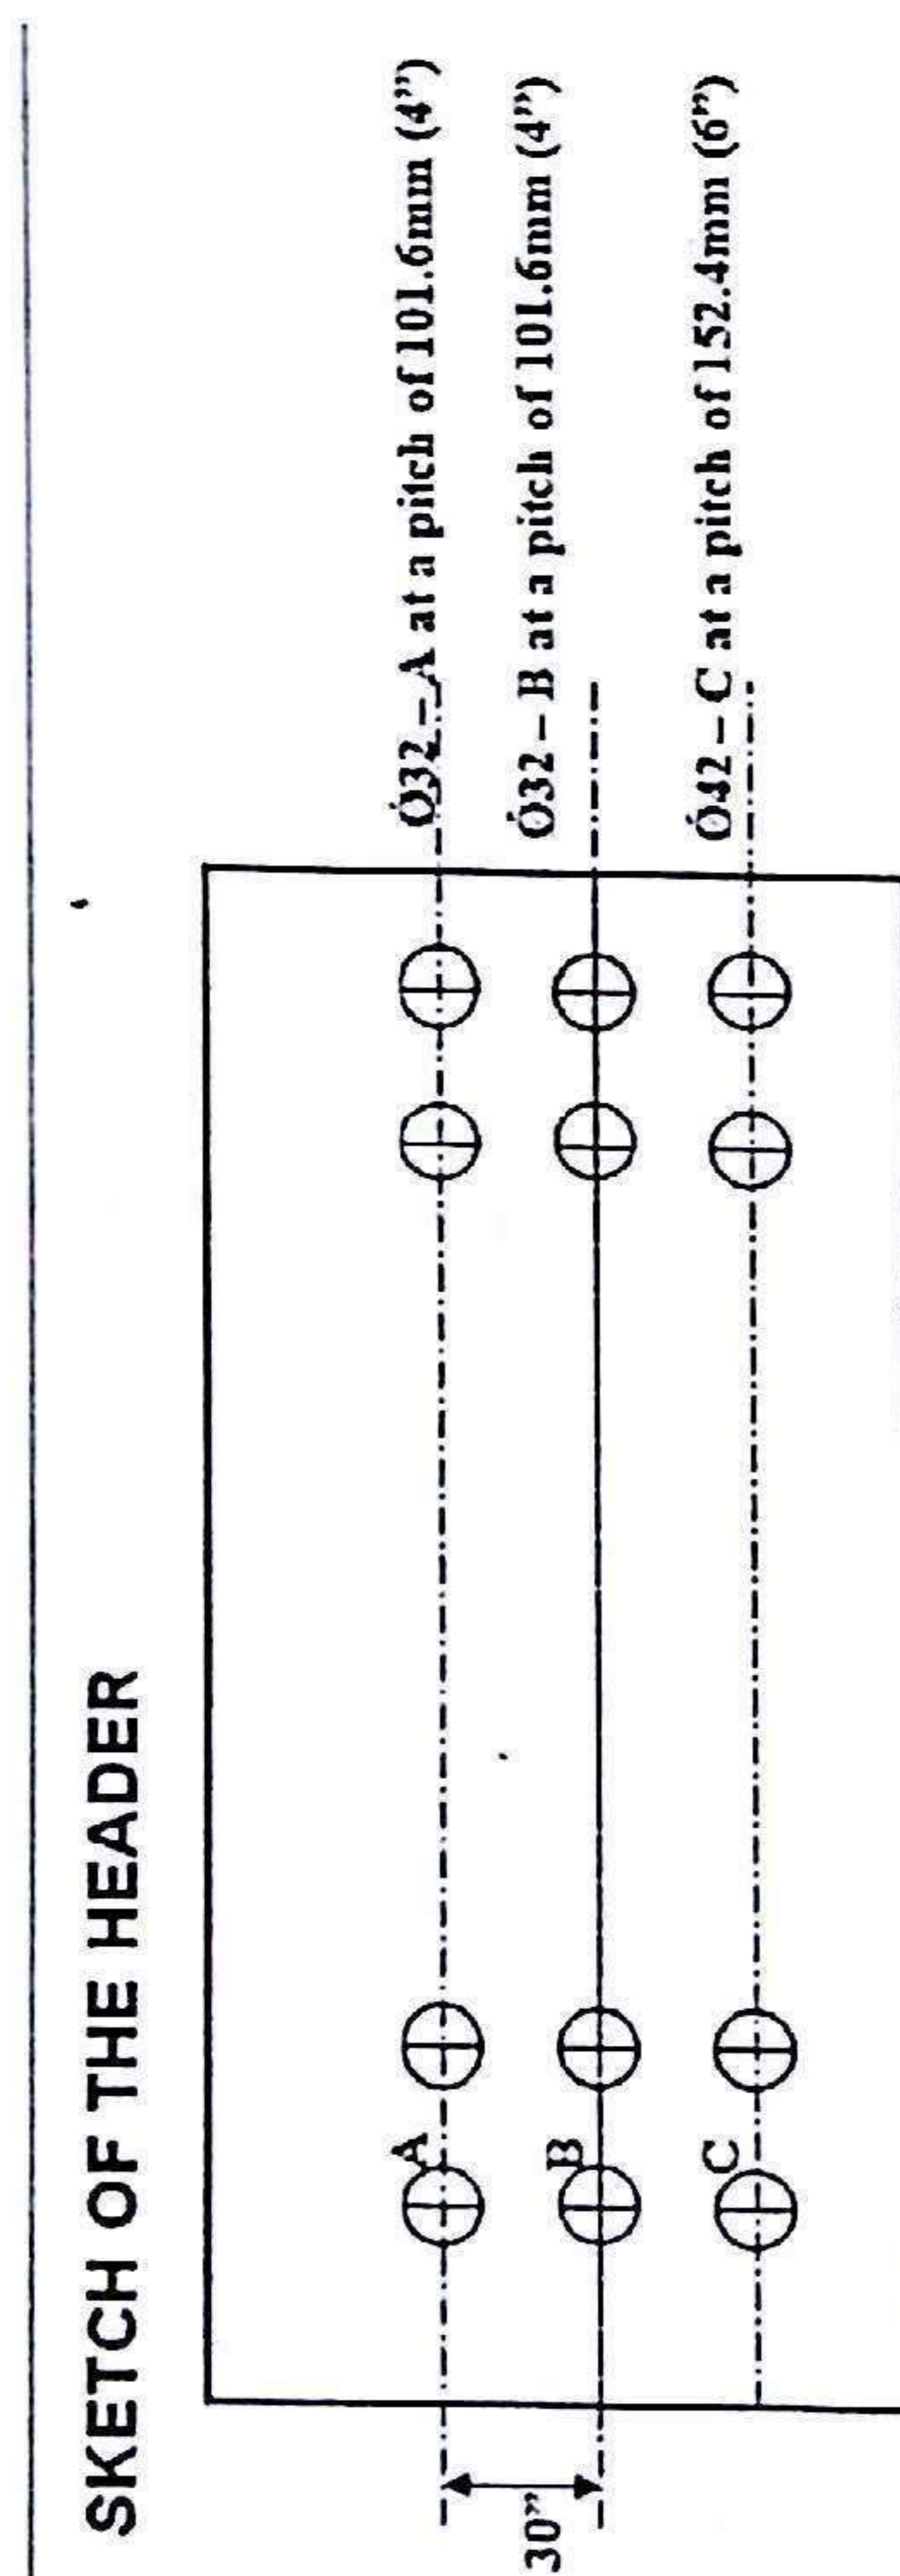 SKETCH OF THE HEADER
Ó32 – A at a pitch of 101.6mm (4”)
Ó32 – B at a pitch of 101.6mm (4”)
Ó42 – C at a pitch of 152.4mm (6”)
A
B
C
30”